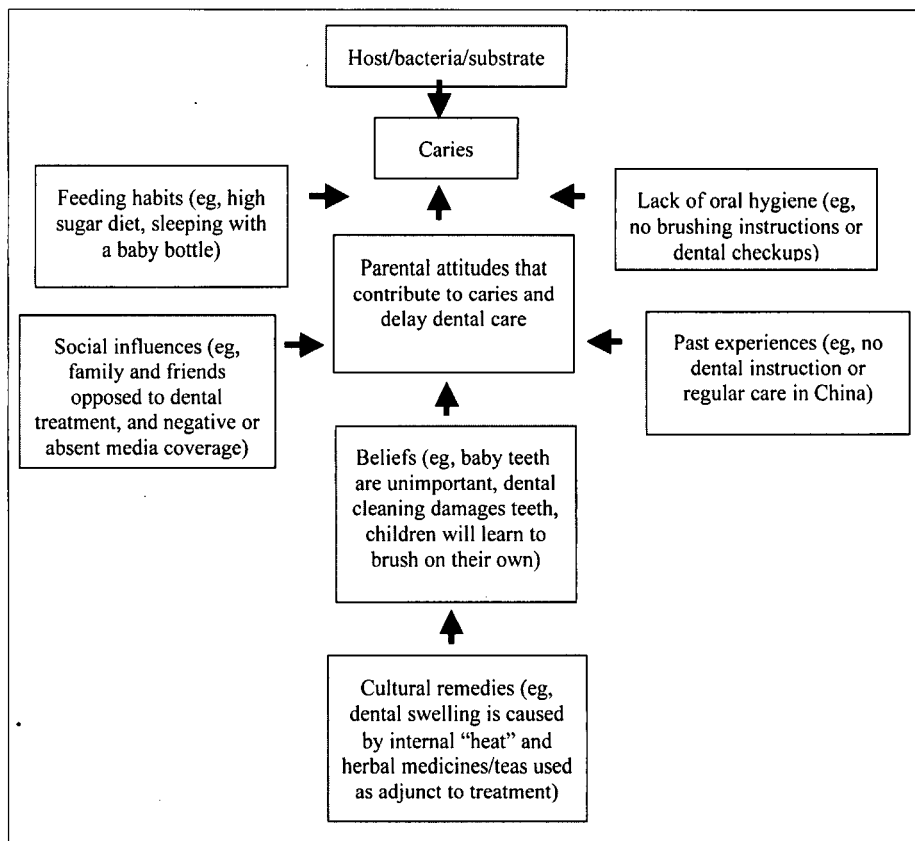 Host/bacteria/substrate
Caries
Feeding habits (eg, high
sugar diet, sleeping with
a baby bottle)
Lack of oral hygiene (eg,
no brushing instructions or
dental checkups)
Parental attitudes that
contribute to caries and
delay dental care
Social influences (eg,
family and friends
opposed to dental
treatment, and negative or
absent media coverage)
Past experiences (eg, no
dental instruction or
regular care in China)
Beliefs (eg, baby teeth
are unimportant, dental
cleaning damages teeth,
children will learn to
brush on their own)
Cultural remedies (eg,
dental swelling is caused
by internal “heat” and
herbal medicines/teas used
as adjunct to treatment)